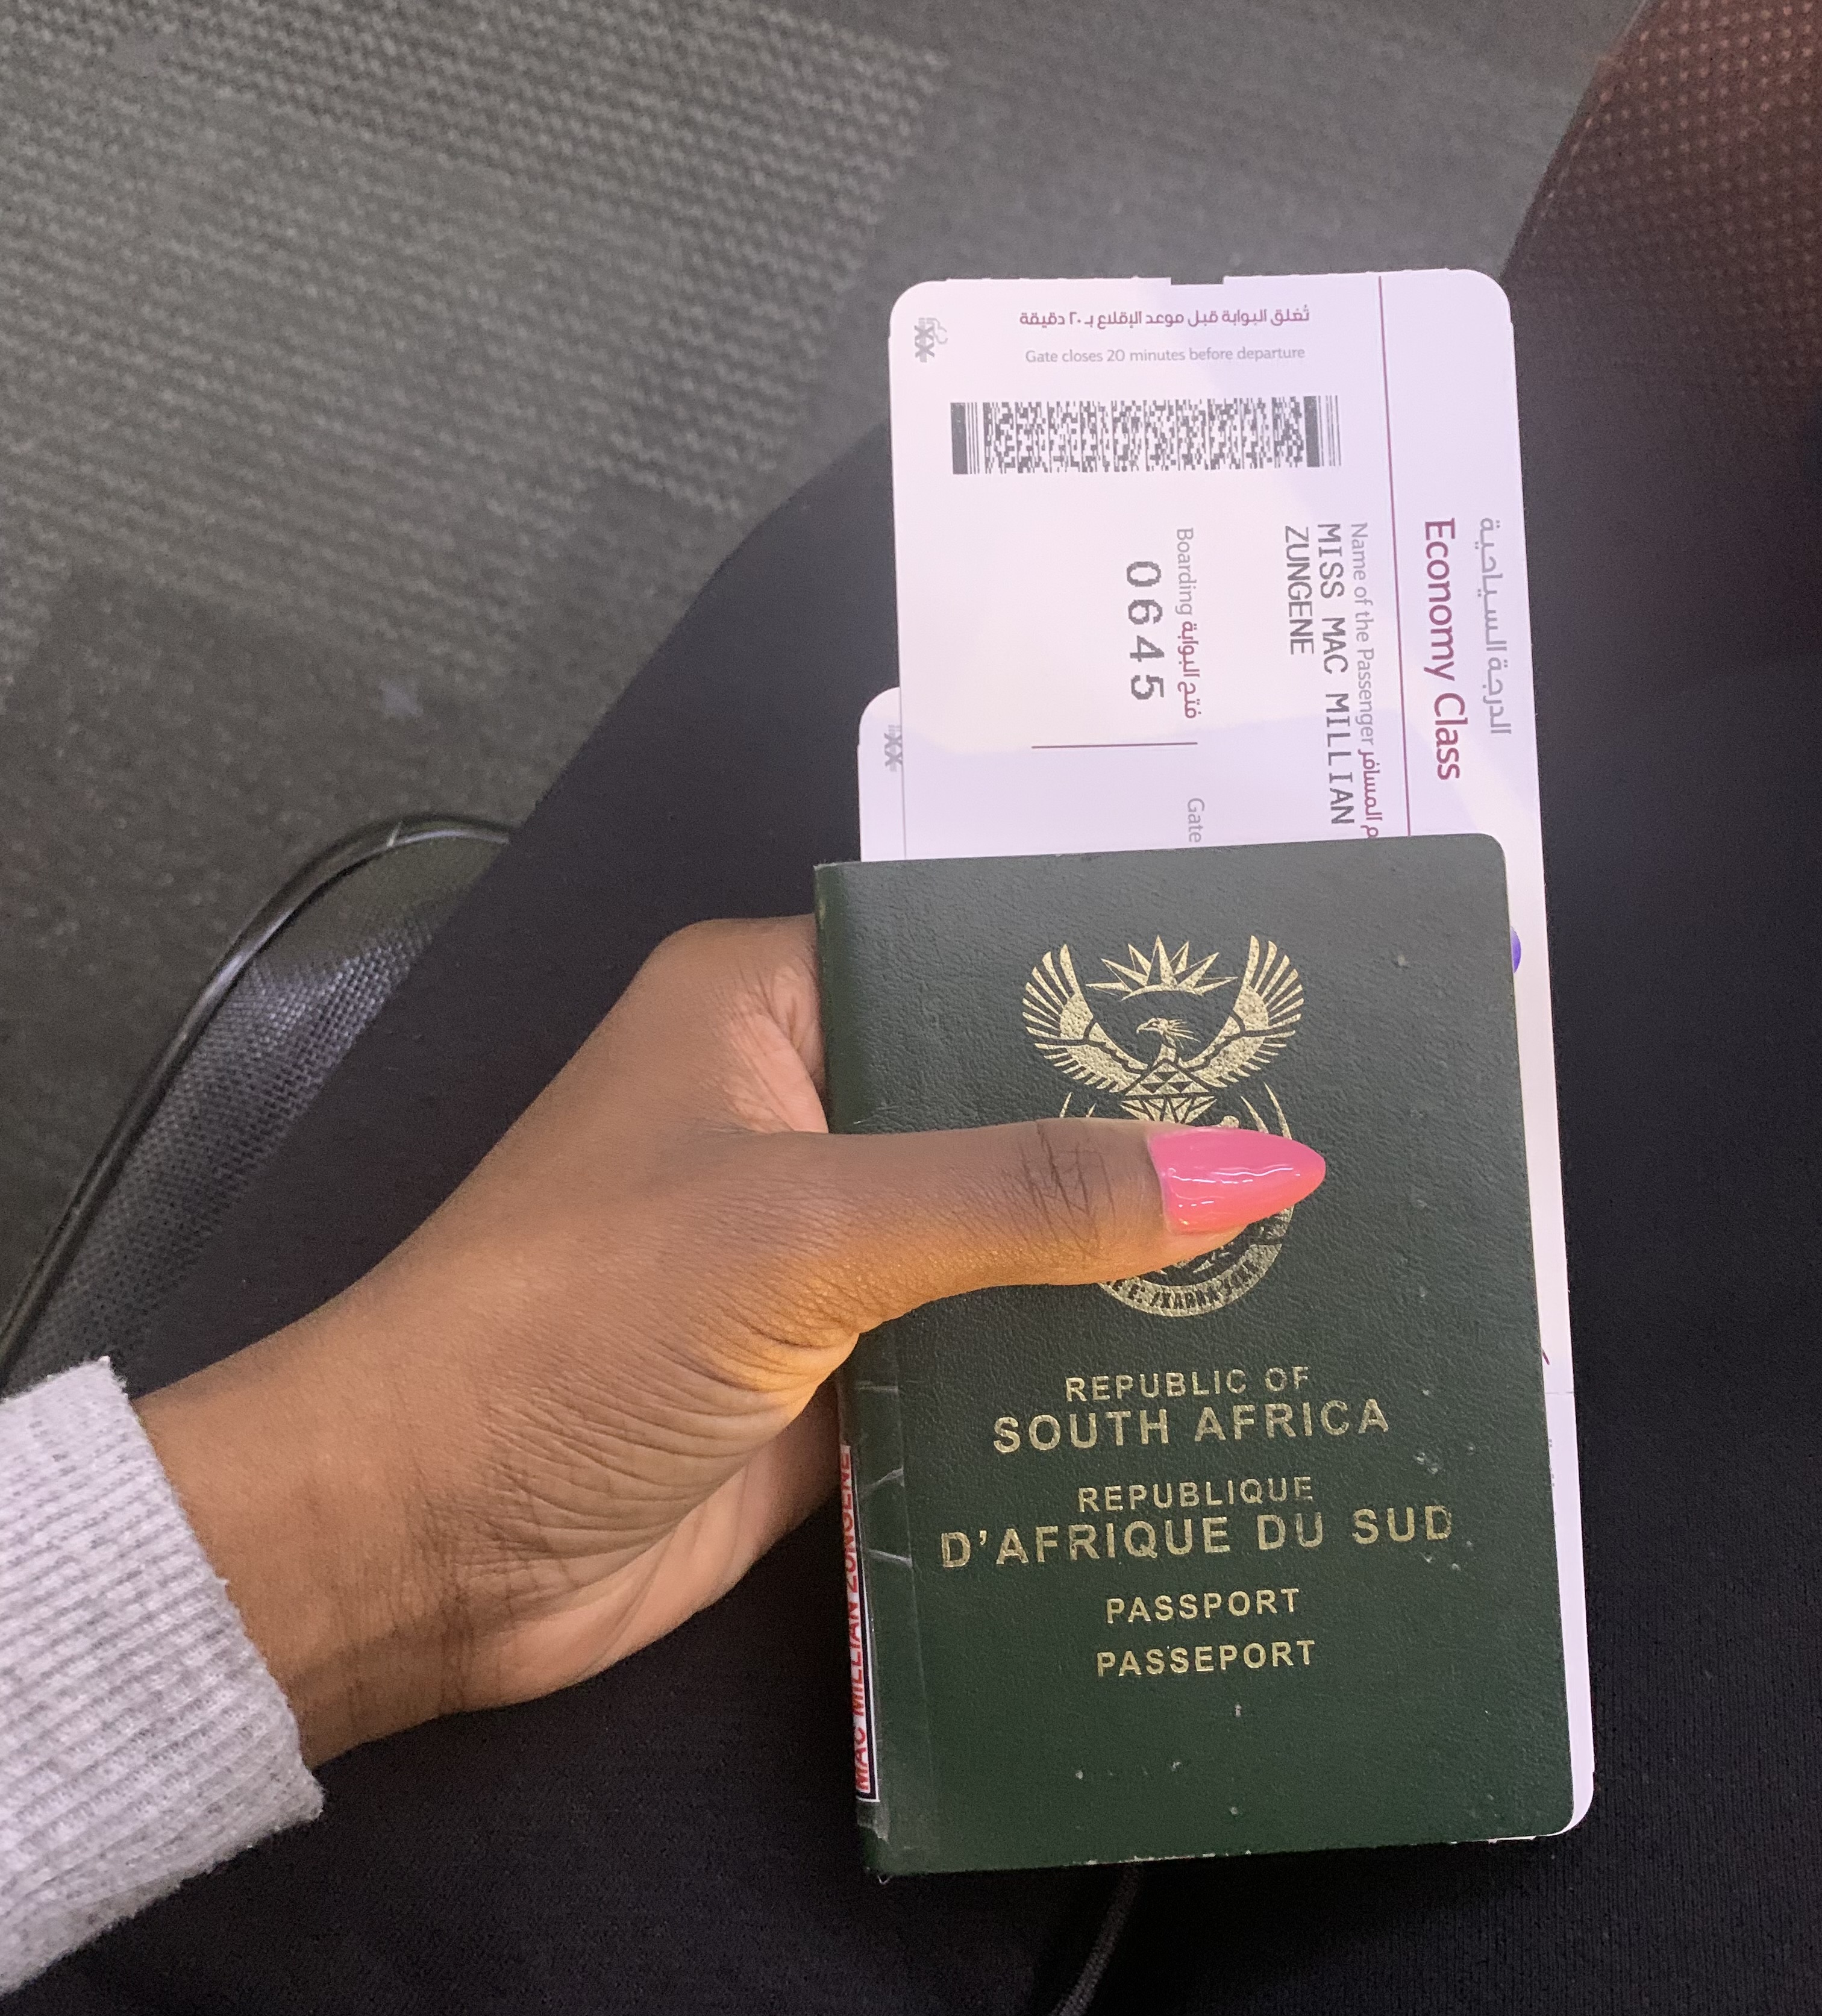 تُغلق البوابة قبل موعد الإقلاع بـ ٢٠ دقيقة
Gate closes 20 minutes before departure
الدرجة السياحية
Economy Class
Name of the Passenger المسافر
MISS MAC MILLIAN
ZUNGENE
Boarding فتح البوابة
0645
Gate
REPUBLIC OF
SOUTH AFRICA
REPUBLIQUE
D'AFRIQUE DU SUD
PASSPORT
PASSEPORT
MAC MILLIAN ZUNGENE